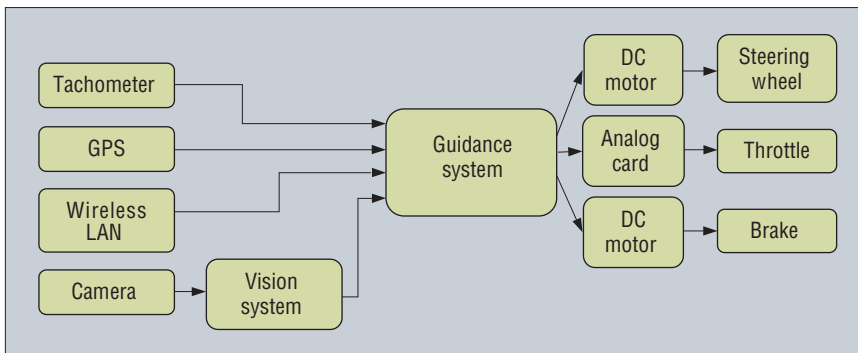 Tachometer
GPS
Wireless
LAN
Camera
Vision
system
Guidance
system
DC
motor
Steering
wheel
Analog
card
Throttle
DC
motor
Brake